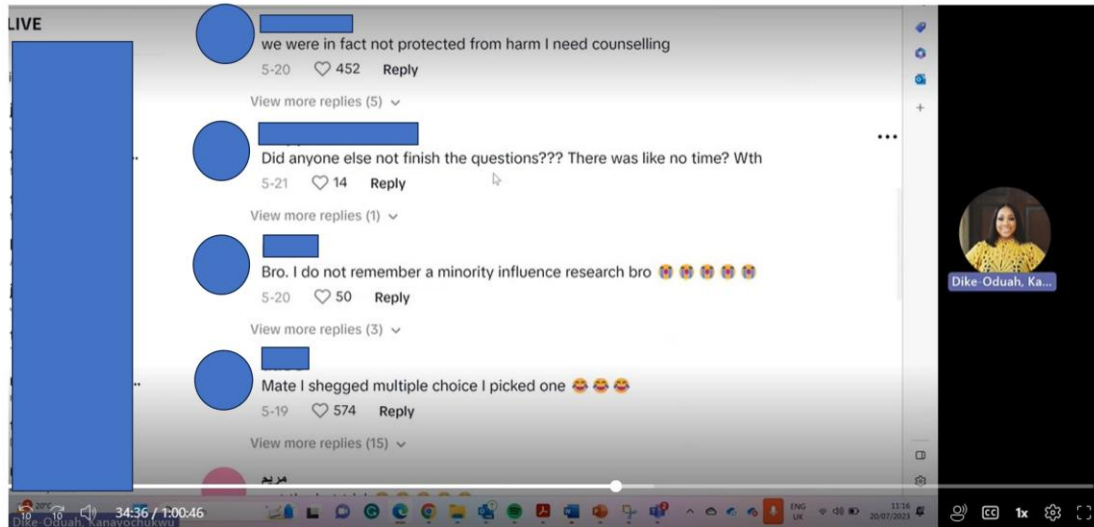 LIVE
we were in fact not protected from harm I need counselling
5-20 452 Reply
View more replies (5)
Did anyone else not finish the questions??? There was like no time? Wth
5-21 14 Reply
View more replies (1)
Bro. I do not remember a minority influence research bro 😭 😭 😭 😭 😭
5-20 50 Reply
View more replies (3)
Mate I shegged multiple choice I picked one 😂 😂 😂
5-19 574 Reply
View more replies (15)
مريم
Dike-Oduah, Ka...
20°C
10 10 34:36 / 1:00:46
Dike-Oduah, Kanayochukwu
ENG
UK
11:16
20/07/2023
CC 1x